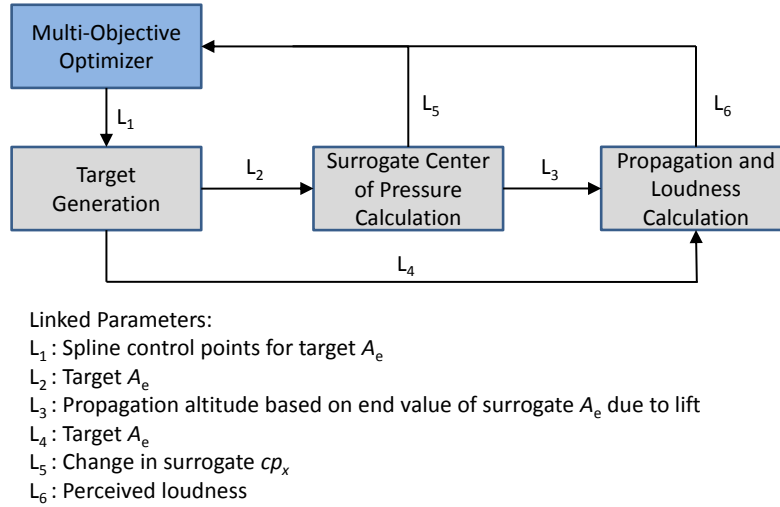 Multi-Objective
Optimizer
L₁
L₅
L₆
Target
Generation
L₂
Surrogate Center
of Pressure
Calculation
L₃
Propagation and
Loudness
Calculation
L₄
Linked Parameters:
L₁ : Spline control points for target Aₑ
L₂ : Target Aₑ
L₃ : Propagation altitude based on end value of surrogate Aₑ due to lift
L₄ : Target Aₑ
L₅ : Change in surrogate cpₓ
L₆ : Perceived loudness